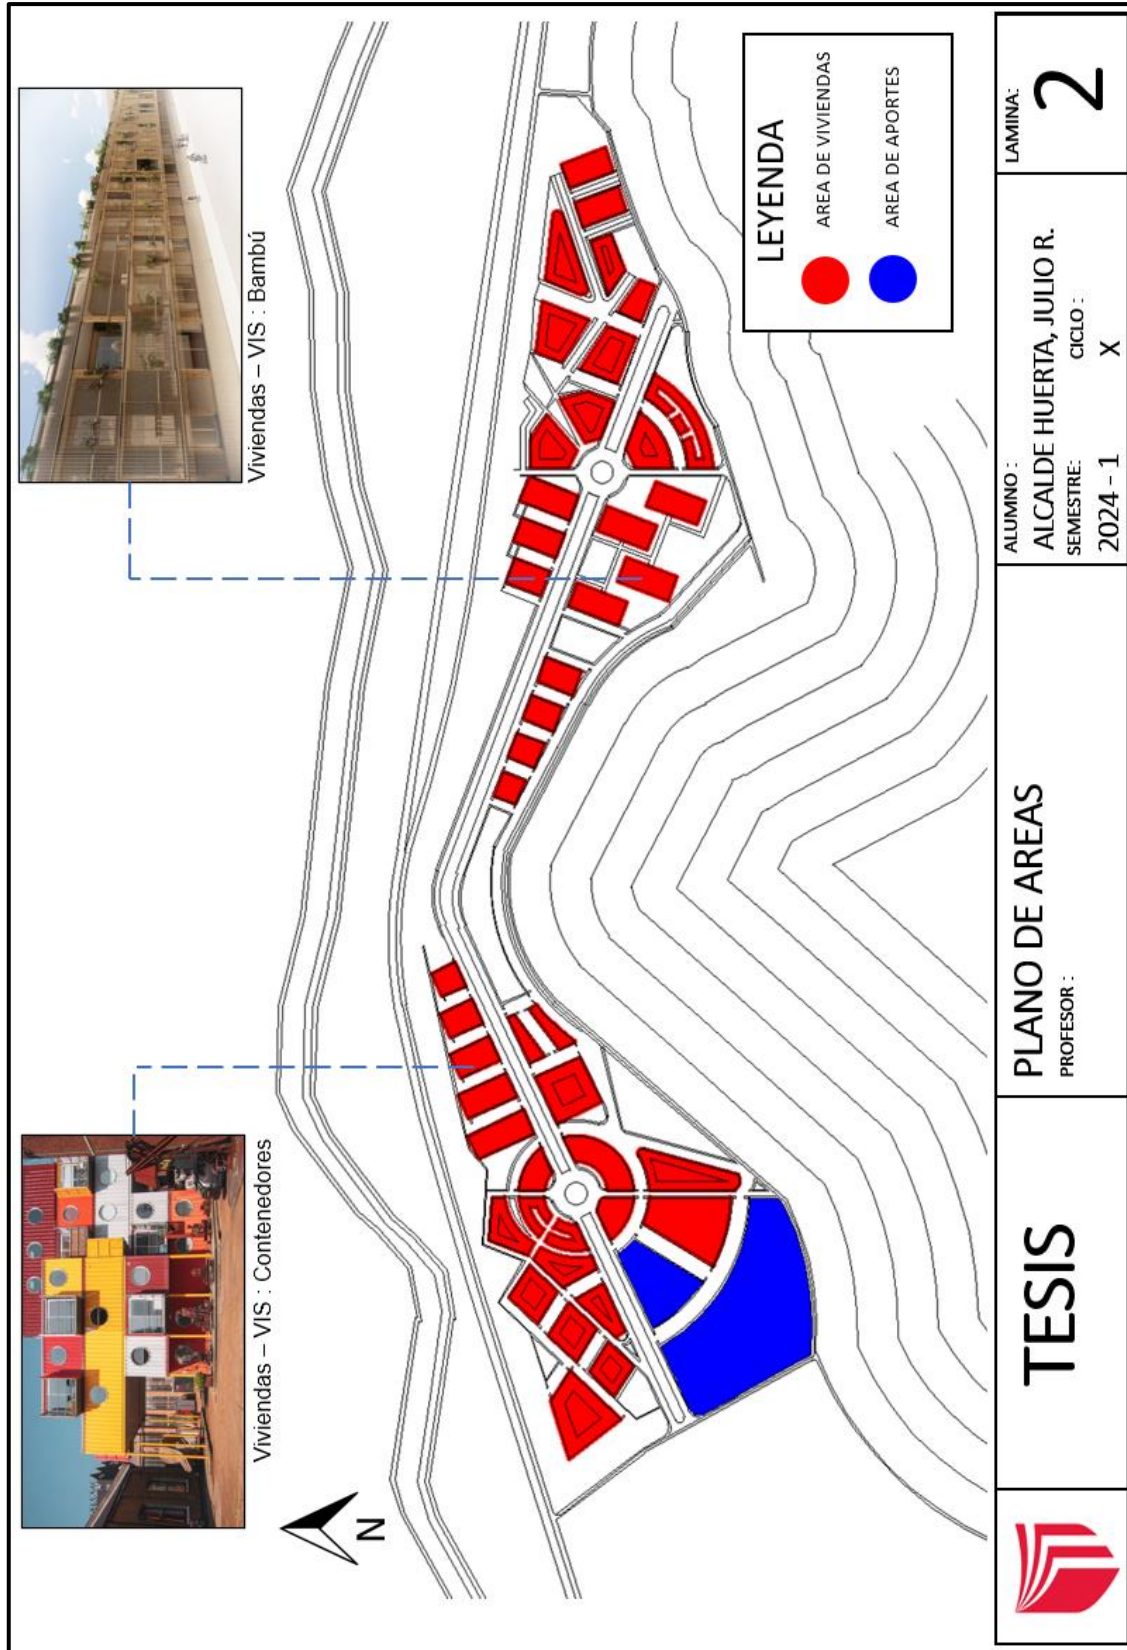 Viviendas – VIS : Contenedores
Viviendas – VIS : Bambú
N
LEYENDA
AREA DE VIVIENDAS
AREA DE APORTES
TESIS
PLANO DE AREAS
PROFESOR :
ALUMNO :
ALCALDE HUERTA, JULIO R.
SEMESTRE: CICLO :
2024 - 1 X
LAMINA:
2